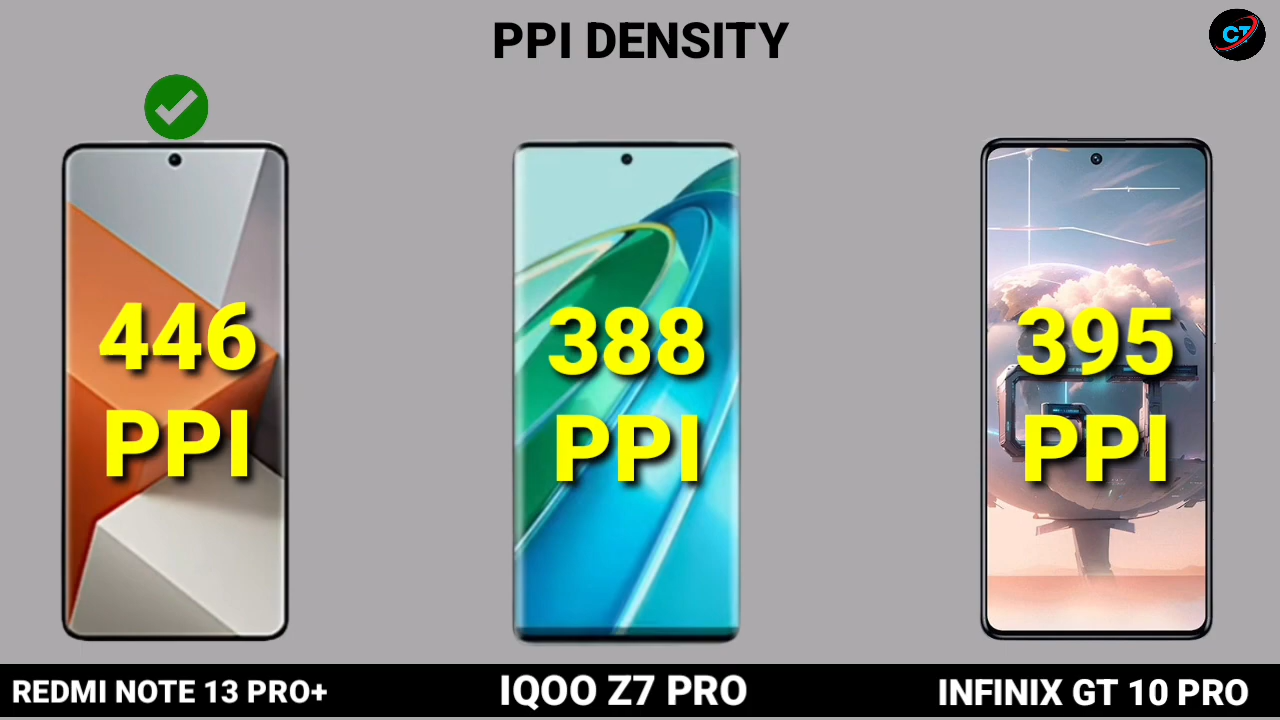 PPI DENSITY
CT
446
PPI
388
PPI
395
PPI
REDMI NOTE 13 PRO+
IQOO Z7 PRO
INFINIX GT 10 PRO